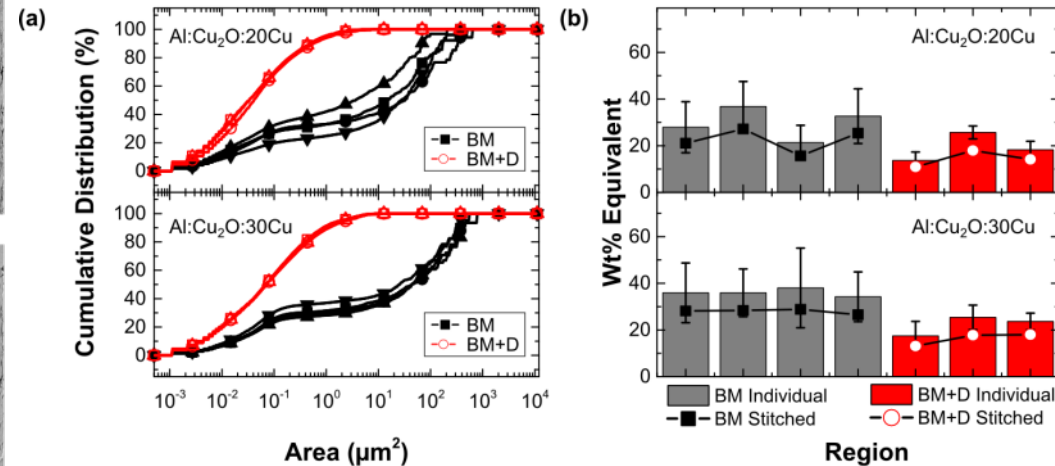 (a)
Cumulative Distribution (%)
100
80
60
40
20
0
Al:Cu₂O:20Cu
BM
BM+D
100
80
60
40
20
0
Al:Cu₂O:30Cu
BM
BM+D
10⁻³ 10⁻² 10⁻¹ 10⁰ 10¹ 10² 10³ 10⁴
Area (µm²)
(b)
Wt% Equivalent
80
60
40
20
0
Al:Cu₂O:20Cu
60
40
20
0
Al:Cu₂O:30Cu
BM Individual BM+D Individual
BM Stitched BM+D Stitched
Region